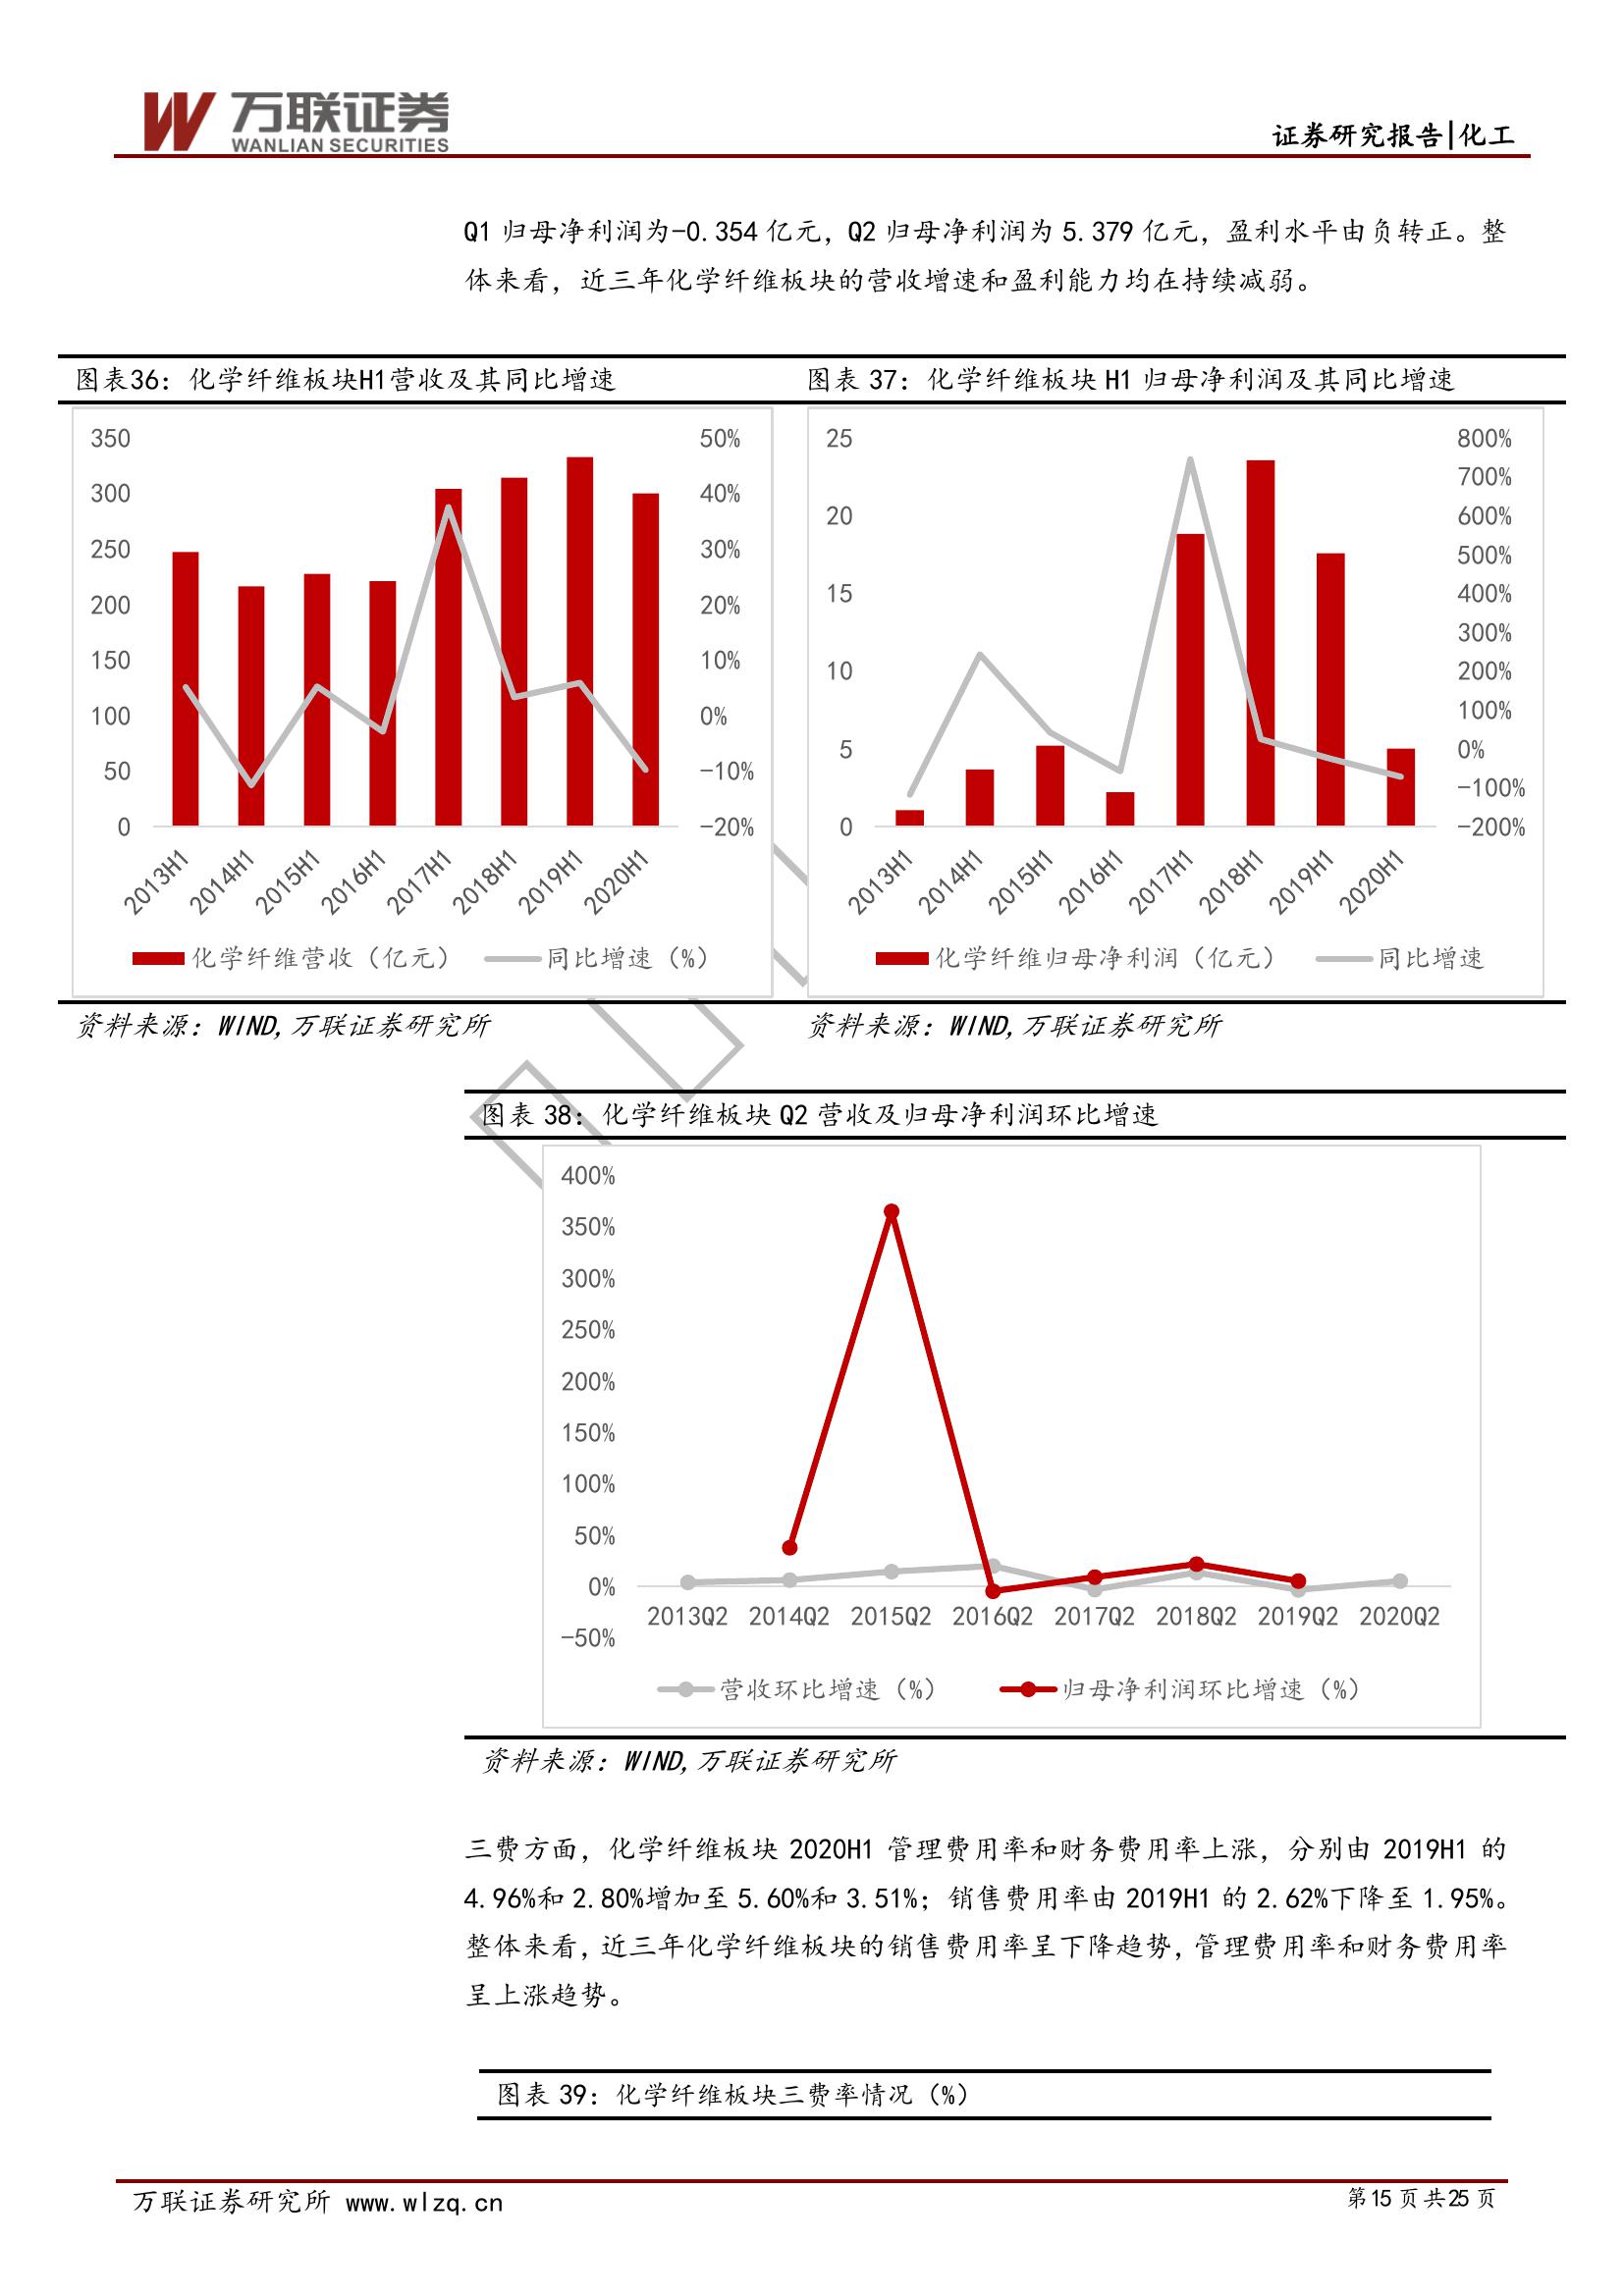 万联证券
WANLIAN SECURITIES
证券研究报告|化工
Q1 归母净利润为-0.354 亿元，Q2 归母净利润为 5.379 亿元，盈利水平由负转正。整
体来看，近三年化学纤维板块的营收增速和盈利能力均在持续减弱。
图表36：化学纤维板块H1营收及其同比增速
350
300
250
200
150
100
50
0
50%
40%
30%
20%
10%
0%
-10%
-20%
2013H1 2014H1 2015H1 2016H1 2017H1 2018H1 2019H1 2020H1
化学纤维营收（亿元） 同比增速（%）
资料来源：WIND,万联证券研究所
图表 37：化学纤维板块 H1 归母净利润及其同比增速
25
20
15
10
5
0
800%
700%
600%
500%
400%
300%
200%
100%
0%
-100%
-200%
2013H1 2014H1 2015H1 2016H1 2017H1 2018H1 2019H1 2020H1
化学纤维归母净利润（亿元） 同比增速
资料来源：WIND,万联证券研究所
图表 38：化学纤维板块 Q2 营收及归母净利润环比增速
400%
350%
300%
250%
200%
150%
100%
50%
0%
-50%
2013Q2 2014Q2 2015Q2 2016Q2 2017Q2 2018Q2 2019Q2 2020Q2
营收环比增速（%） 归母净利润环比增速（%）
资料来源：WIND,万联证券研究所
三费方面，化学纤维板块 2020H1 管理费用率和财务费用率上涨，分别由 2019H1 的
4.96%和 2.80%增加至 5.60%和 3.51%；销售费用率由 2019H1 的 2.62%下降至 1.95%。
整体来看，近三年化学纤维板块的销售费用率呈下降趋势，管理费用率和财务费用率
呈上涨趋势。
图表 39：化学纤维板块三费率情况（%）
万联证券研究所 www.wlzq.cn
第15 页 共25 页